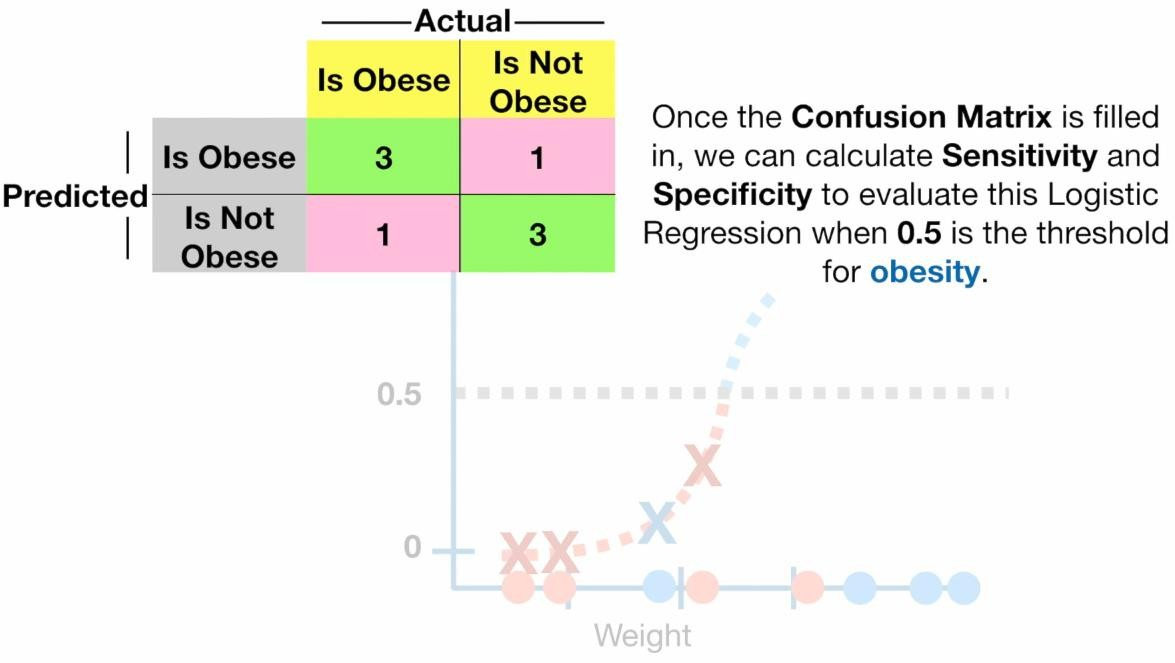 Actual
Is Obese
Is Not
Obese
Predicted
Is Obese
3
1
Is Not
Obese
1
3
Once the Confusion Matrix is filled
in, we can calculate Sensitivity and
Specificity to evaluate this Logistic
Regression when 0.5 is the threshold
for obesity.
0.5
X
X
0
XX
Weight